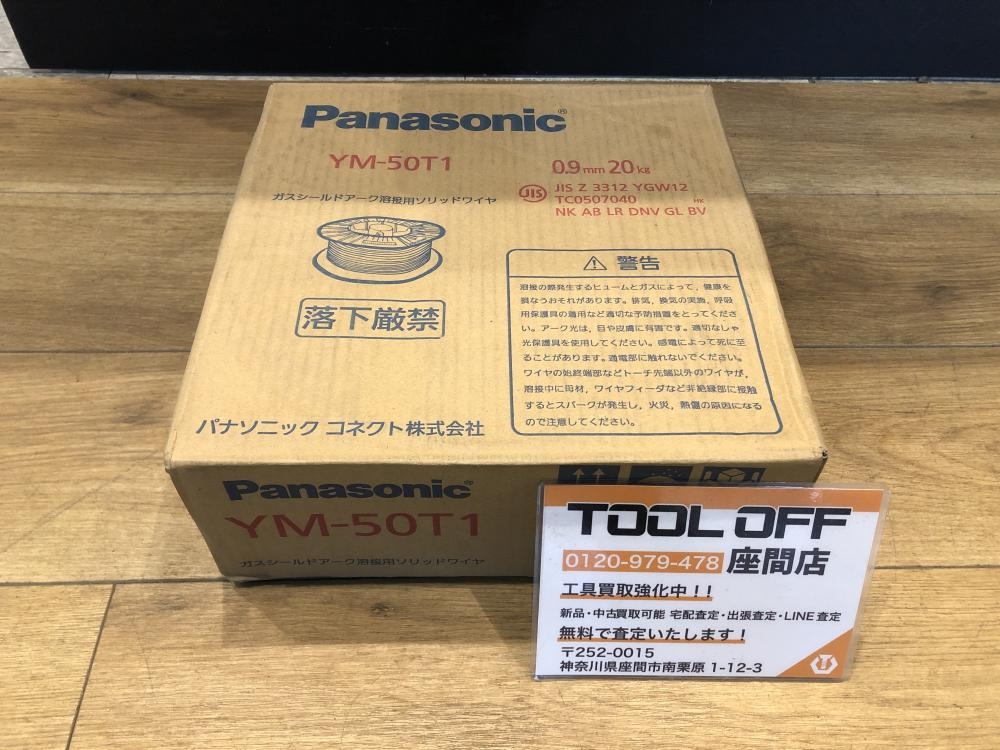 Panasonic®
YM-50T1
0.9mm 20kg
JIS
JIS Z 3312 YGW12
TC0507040
HK
NK AB LR DNV GL BV
ガスシールドアーク溶接用ソリッドワイヤ
落下厳禁
⚠ 警告
溶接の際発生するヒュームとガスによって,健康を
損なうおそれがあります。排気,換気の実施,呼吸
用保護具の着用など適切な予防措置をとってくださ
い。アーク光は,目や皮膚に有害です。適切なしゃ
光保護具を使用してください。感電によって死に至
ることがあります。通電部に触れないでください。
ワイヤの始終端部などトーチ先端以外のワイヤが,
溶接中に母材,ワイヤフィーダなど非絶縁部に接触
するとスパークが発生し,火災,熱傷の原因になる
ので注意してください。
パナソニック コネクト株式会社
Panasonic®
YM-50T1
ガスシールドアーク溶接用ソリッドワイヤ
TOOL OFF
0120-979-478 座間店
工具買取強化中!!
新品・中古買取可能 宅配査定・出張査定・LINE査定
無料で査定いたします!
〒252-0015
神奈川県座間市南栗原 1-12-3